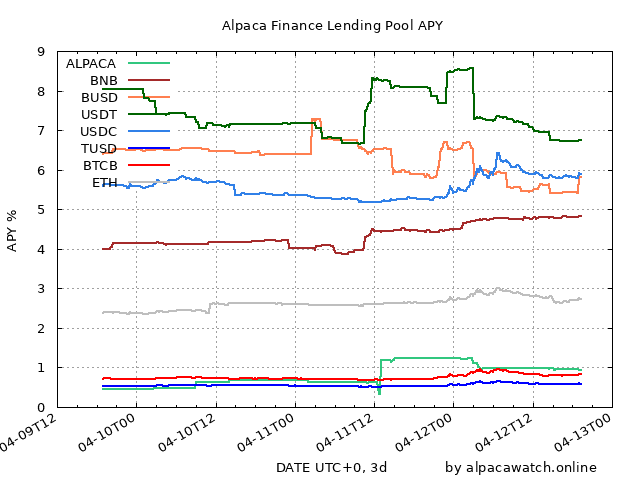 Alpaca Finance Lending Pool APY
9
8
7
6
5
4
3
2
1
0
APY %
ALPACA
BNB
BUSD
USDT
USDC
TUSD
BTCB
ETH
04-09T12
04-10T00
04-10T12
04-11T00
04-11T12
04-12T00
04-12T12
04-13T00
DATE UTC+0, 3d
by alpacawatch.online